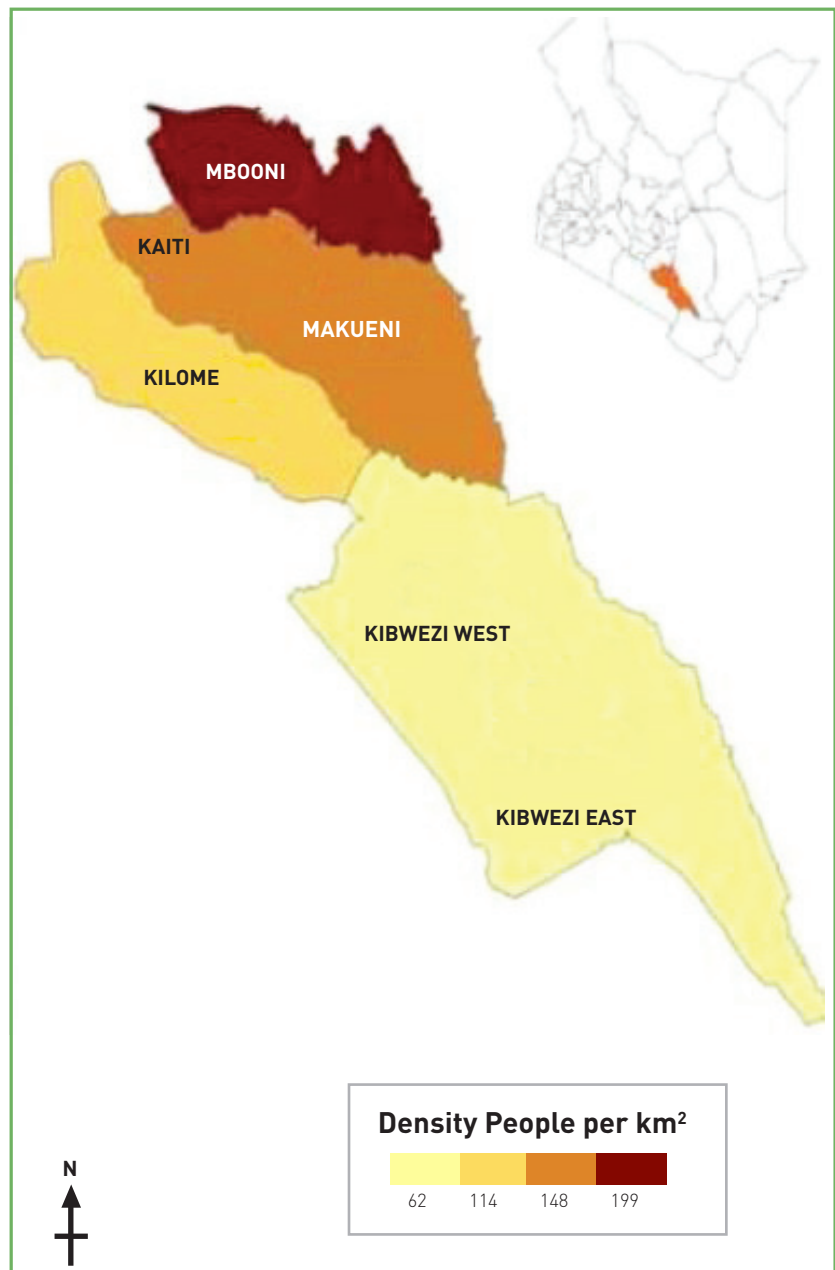 MBOONI
KAITI
MAKUENI
KILOME
KIBWEZI WEST
KIBWEZI EAST
Density People per km²
62 114 148 199
N